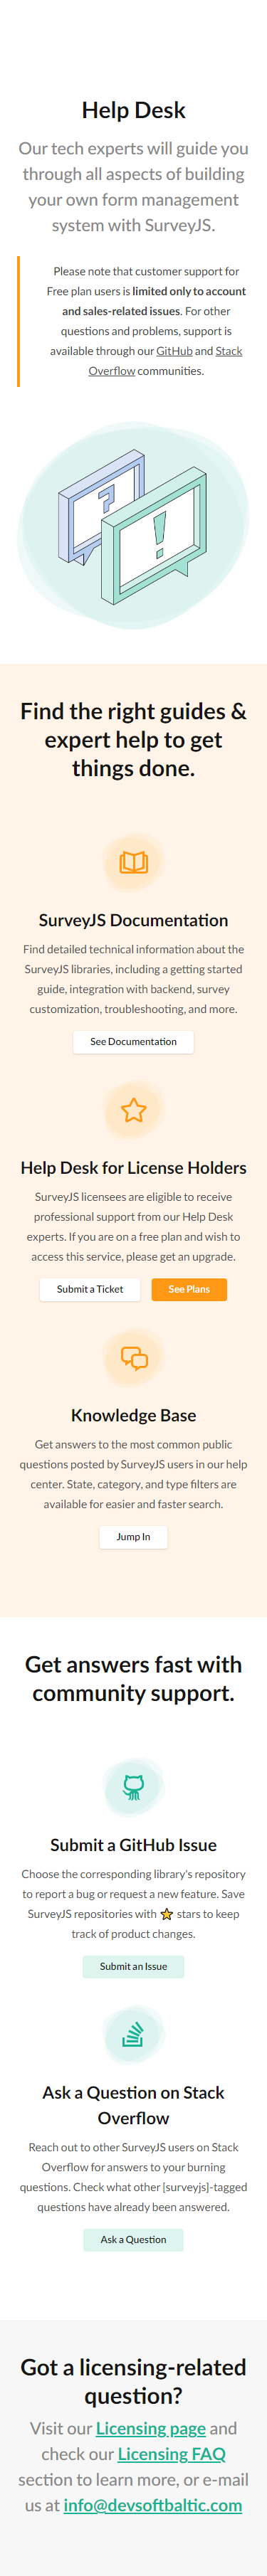 Help Desk
Our tech experts will guide you
through all aspects of building
your own form management
system with SurveyJS.
Please note that customer support for
Free plan users is limited only to account
and sales-related issues. For other
questions and problems, support is
available through our GitHub and Stack
Overflow communities.
?
!
Find the right guides &
expert help to get
things done.
SurveyJS Documentation
Find detailed technical information about the
SurveyJS libraries, including a getting started
guide, integration with backend, survey
customization, troubleshooting, and more.
See Documentation
Help Desk for License Holders
SurveyJS licensees are eligible to receive
professional support from our Help Desk
experts. If you are on a free plan and wish to
access this service, please get an upgrade.
Submit a Ticket See Plans
Knowledge Base
Get answers to the most common public
questions posted by SurveyJS users in our help
center. State, category, and type filters are
available for easier and faster search.
Jump In
Get answers fast with
community support.
Submit a GitHub Issue
Choose the corresponding library's repository
to report a bug or request a new feature. Save
SurveyJS repositories with ⭐ stars to keep
track of product changes.
Submit an Issue
Ask a Question on Stack
Overflow
Reach out to other SurveyJS users on Stack
Overflow for answers to your burning
questions. Check what other [surveyjs]-tagged
questions have already been answered.
Ask a Question
Got a licensing-related
question?
Visit our Licensing page and
check our Licensing FAQ
section to learn more, or e-mail
us at info@devsoftbaltic.com